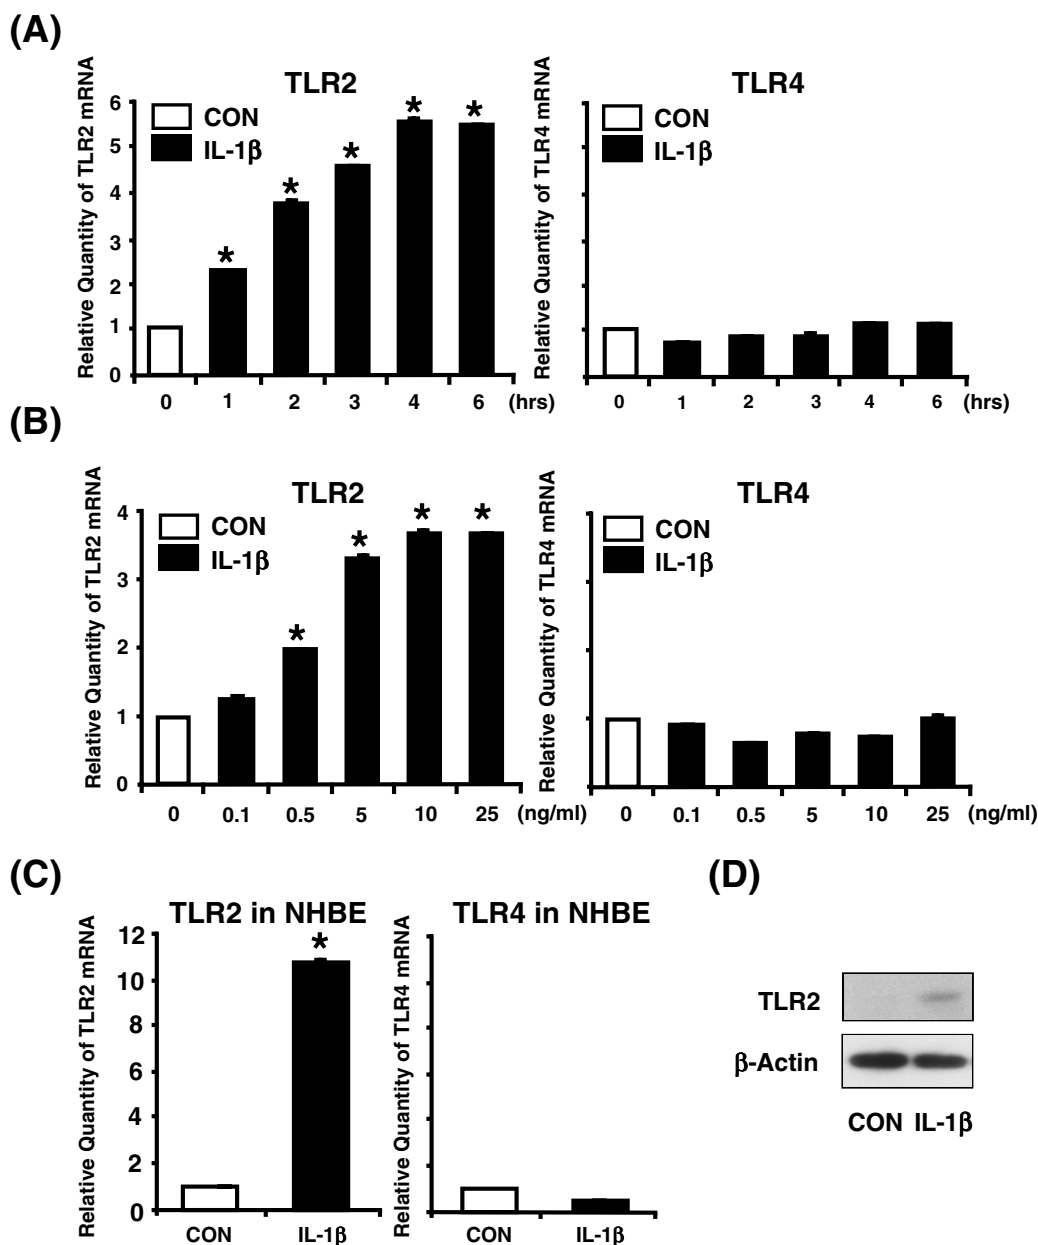 (A)
TLR2
Relative Quantity of TLR2 mRNA
6
5
4
3
2
1
0
CON
IL-1β
*
*
*
*
*
0 1 2 3 4 6 (hrs)
TLR4
Relative Quantity of TLR4 mRNA
CON
IL-1β
0 1 2 3 4 6 (hrs)
(B)
TLR2
Relative Quantity of TLR2 mRNA
4
3
2
1
0
CON
IL-1β
*
*
*
*
0 0.1 0.5 5 10 25 (ng/ml)
TLR4
Relative Quantity of TLR4 mRNA
CON
IL-1β
0 0.1 0.5 5 10 25 (ng/ml)
(C)
TLR2 in NHBE
Relative Quantity of TLR2 mRNA
12
10
8
6
4
2
0
*
CON IL-1β
TLR4 in NHBE
Relative Quantity of TLR4 mRNA
CON IL-1β
(D)
TLR2
β-Actin
CON IL-1β